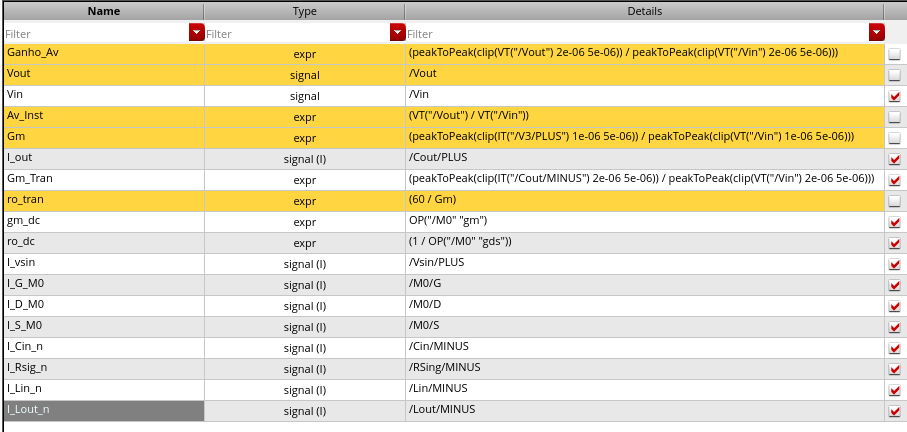 Name Type Details
Filter Filter Filter
Ganho_Av expr (peakToPeak(clip(VT("/Vout") 2e-06 5e-06)) / peakToPeak(clip(VT("/Vin") 2e-06 5e-06)))
Vout signal /Vout
Vin signal /Vin
Av_Inst expr (VT("/Vout") / VT("/Vin"))
Gm expr (peakToPeak(clip(IT("/V3/PLUS") 1e-06 5e-06)) / peakToPeak(clip(VT("/Vin") 1e-06 5e-06)))
I_out signal (I) /Cout/PLUS
Gm_Tran expr (peakToPeak(clip(IT("/Cout/MINUS") 2e-06 5e-06)) / peakToPeak(clip(VT("/Vin") 2e-06 5e-06)))
ro_tran expr (60 / Gm)
gm_dc expr OP("/M0" "gm")
ro_dc expr (1 / OP("/M0" "gds"))
I_vsin signal (I) /Vsin/PLUS
I_G_M0 signal (I) /M0/G
I_D_M0 signal (I) /M0/D
I_S_M0 signal (I) /M0/S
I_Cin_n signal (I) /Cin/MINUS
I_Rsig_n signal (I) /RSing/MINUS
I_Lin_n signal (I) /Lin/MINUS
I_Lout_n signal (I) /Lout/MINUS